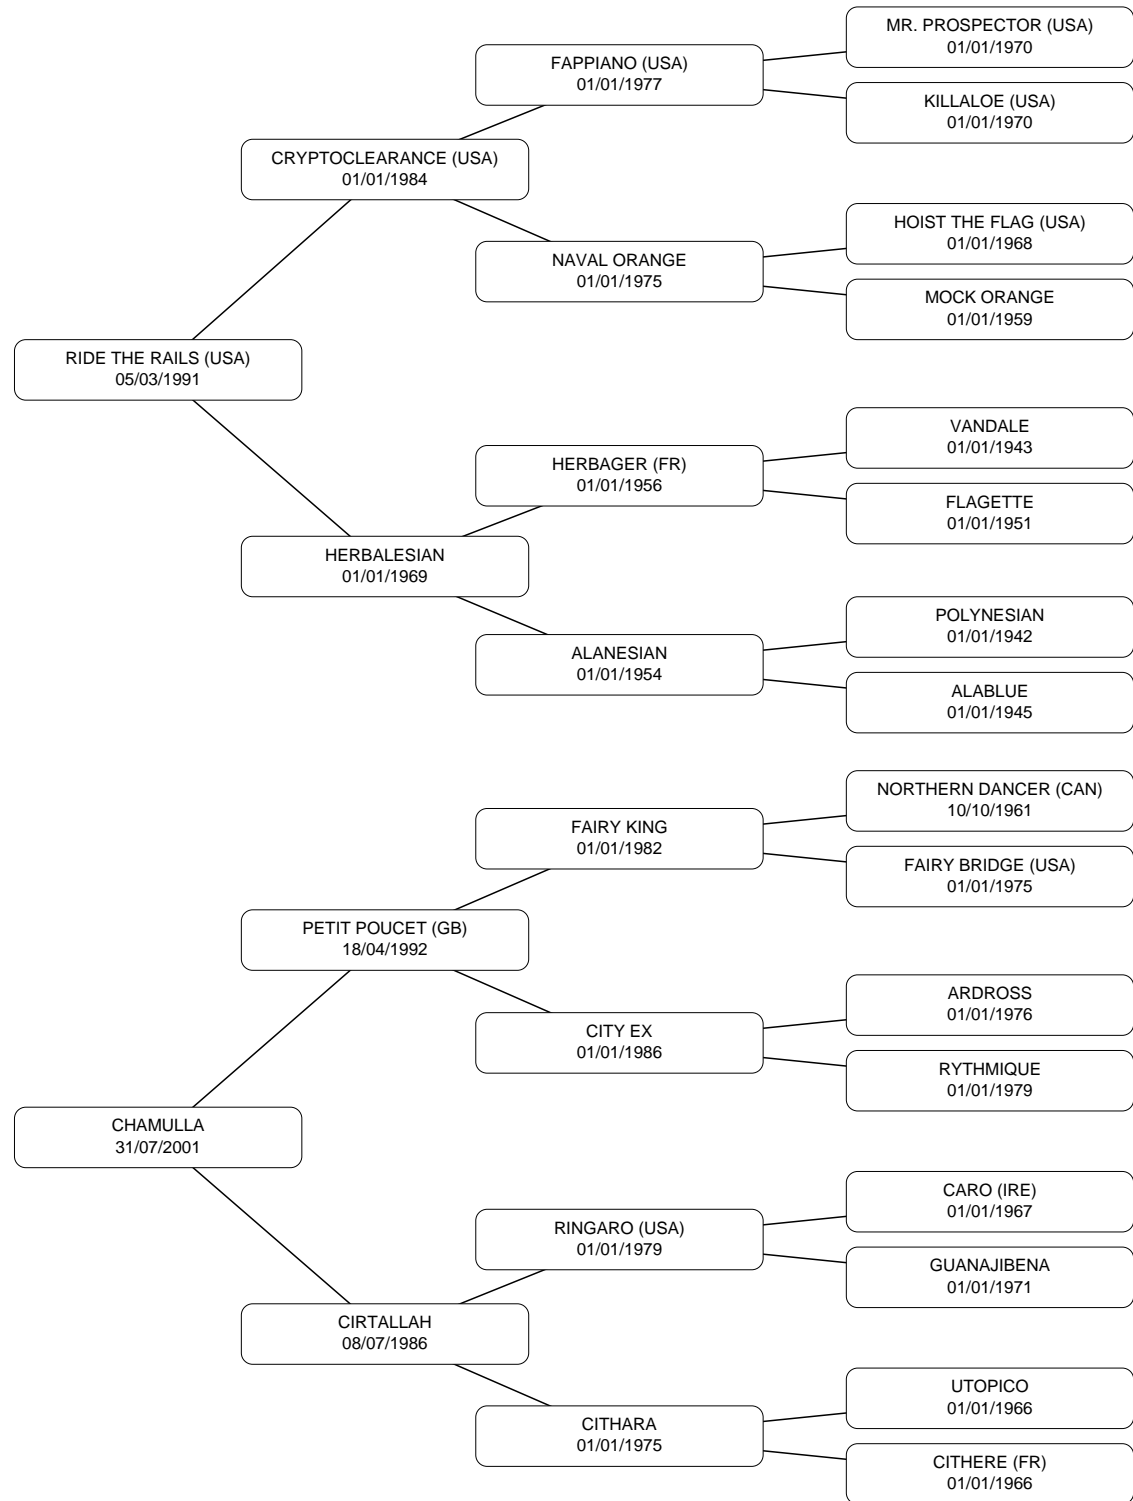 MR. PROSPECTOR (USA)
01/01/1970
FAPPIANO (USA)
01/01/1977
KILLALOE (USA)
01/01/1970
CRYPTOCLEARANCE (USA)
01/01/1984
HOIST THE FLAG (USA)
01/01/1968
NAVAL ORANGE
01/01/1975
MOCK ORANGE
01/01/1959
RIDE THE RAILS (USA)
05/03/1991
VANDALE
01/01/1943
HERBAGER (FR)
01/01/1956
FLAGETTE
01/01/1951
HERBALESIAN
01/01/1969
POLYNESIAN
01/01/1942
ALANESIAN
01/01/1954
ALABLUE
01/01/1945
NORTHERN DANCER (CAN)
10/10/1961
FAIRY KING
01/01/1982
FAIRY BRIDGE (USA)
01/01/1975
PETIT POUCET (GB)
18/04/1992
ARDROSS
01/01/1976
CITY EX
01/01/1986
RYTHMIQUE
01/01/1979
CHAMULLA
31/07/2001
CARO (IRE)
01/01/1967
RINGARO (USA)
01/01/1979
GUANAJIBENA
01/01/1971
CIRTALLAH
08/07/1986
UTOPICO
01/01/1966
CITHARA
01/01/1975
CITHERE (FR)
01/01/1966